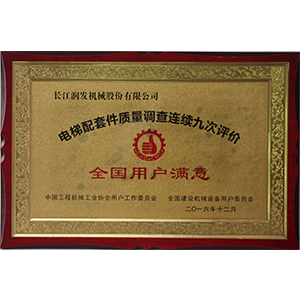 长江润发机械股份有限公司
电梯配套件质量调查连续九次评价
全国用户满意
中国工程机械工业协会用户工作委员会 全国建设机械设备用户委员会
二〇一六年十二月